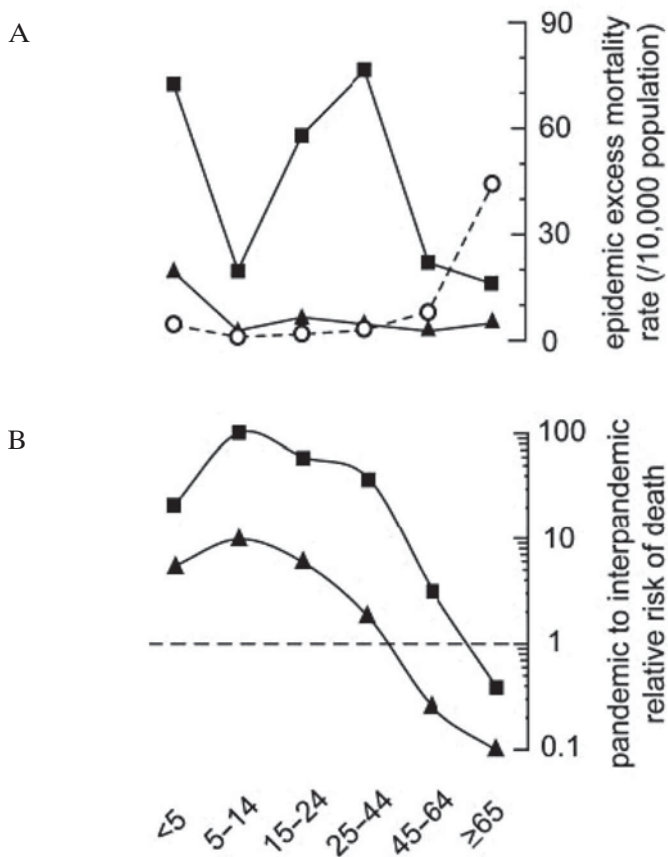 A
90
60
30
0
epidemic excess mortality
rate (/10,000 population)
B
100
10
1
0.1
pandemic to interpandemic
relative risk of death
<5
5–14
15–24
25–44
45–64
≥65